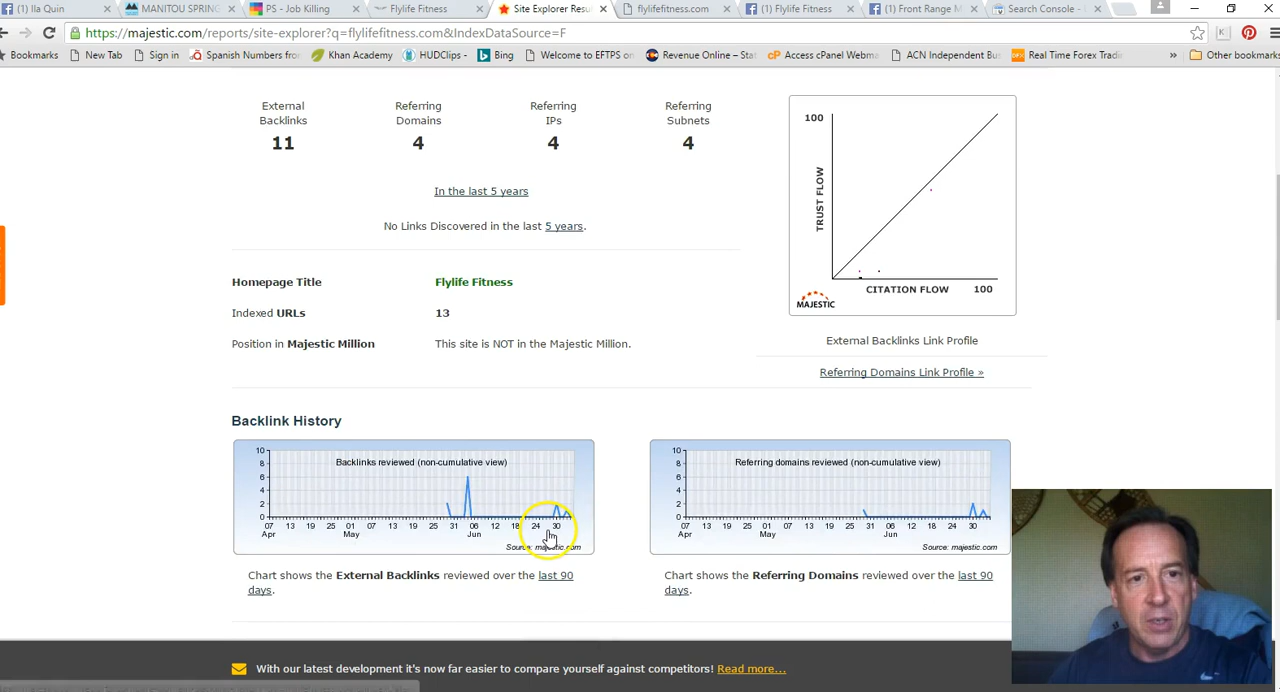 (1) Ila Quin
MANITOU SPRING
PS - Job Killing
Flylife Fitness
Site Explorer Resu
flylifefitness.com
(1) Flylife Fitness
(1) Front Range M
Search Console -
https://majestic.com/reports/site-explorer?q=flylifefitness.com&IndexDataSource=F
Bookmarks New Tab Sign in Spanish Numbers fro Khan Academy HUDClips - Bing Welcome to EFTPS on Revenue Online – Sta Access cPanel Webma ACN Independent Bus Real Time Forex Tradi » Other bookmarks
External Backlinks
11
Referring Domains
4
Referring IPs
4
Referring Subnets
4
In the last 5 years
No Links Discovered in the last 5 years.
Homepage Title Flylife Fitness
Indexed URLs 13
Position in Majestic Million This site is NOT in the Majestic Million.
100
TRUST FLOW
CITATION FLOW 100
MAJESTIC
External Backlinks Link Profile
Referring Domains Link Profile »
Backlink History
Backlinks reviewed (non-cumulative view)
10
8
6
4
2
0
07 13 19 25 01 07 13 19 25 31 06 12 18 24 30
Apr May Jun
Source: majestic.com
Chart shows the External Backlinks reviewed over the last 90
days.
Referring domains reviewed (non-cumulative view)
10
8
6
4
2
0
07 13 19 25 01 07 13 19 25 31 06 12 18 24 30
Apr May Jun
Source: majestic.com
Chart shows the Referring Domains reviewed over the last 90
days.
With our latest development it's now far easier to compare yourself against competitors! Read more...